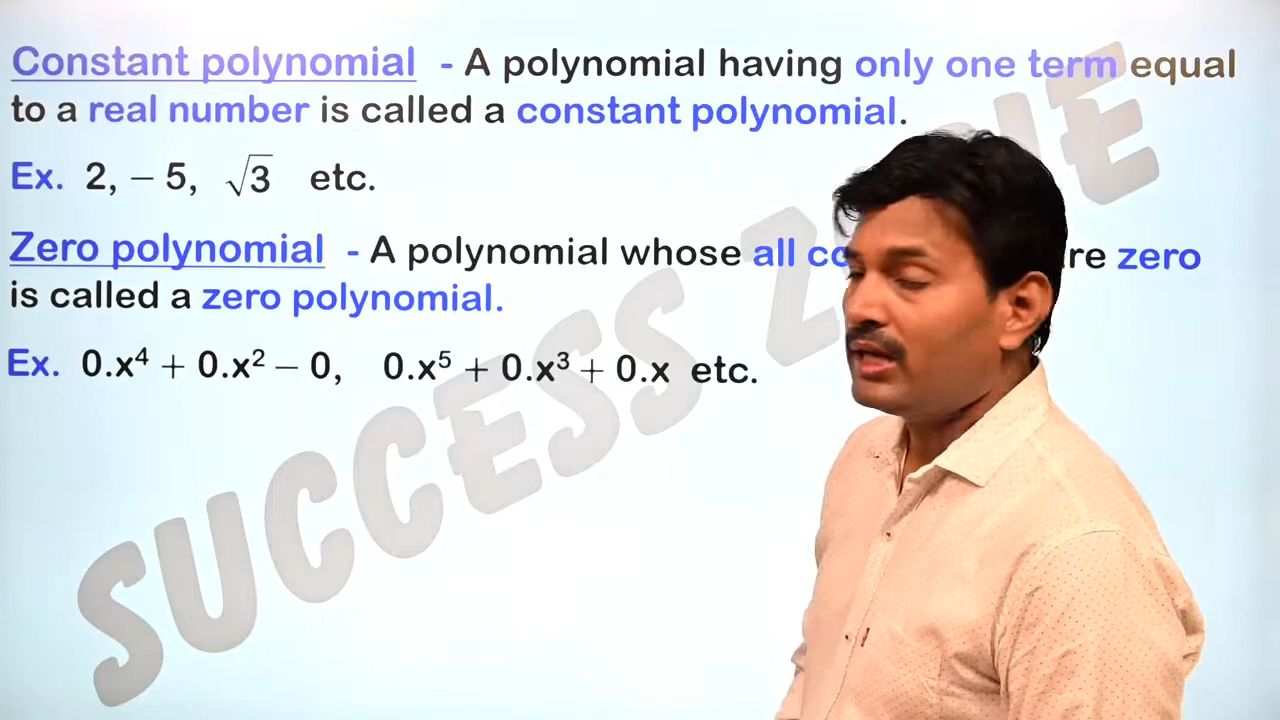 Constant polynomial - A polynomial having only one term equal
to a real number is called a constant polynomial.
Ex. 2, – 5, √3 etc.
Zero polynomial - A polynomial whose all zero
is called a zero polynomial.
Ex. 0.x⁴ + 0.x² – 0, 0.x⁵ + 0.x³ + 0.x etc.
SUCCESS